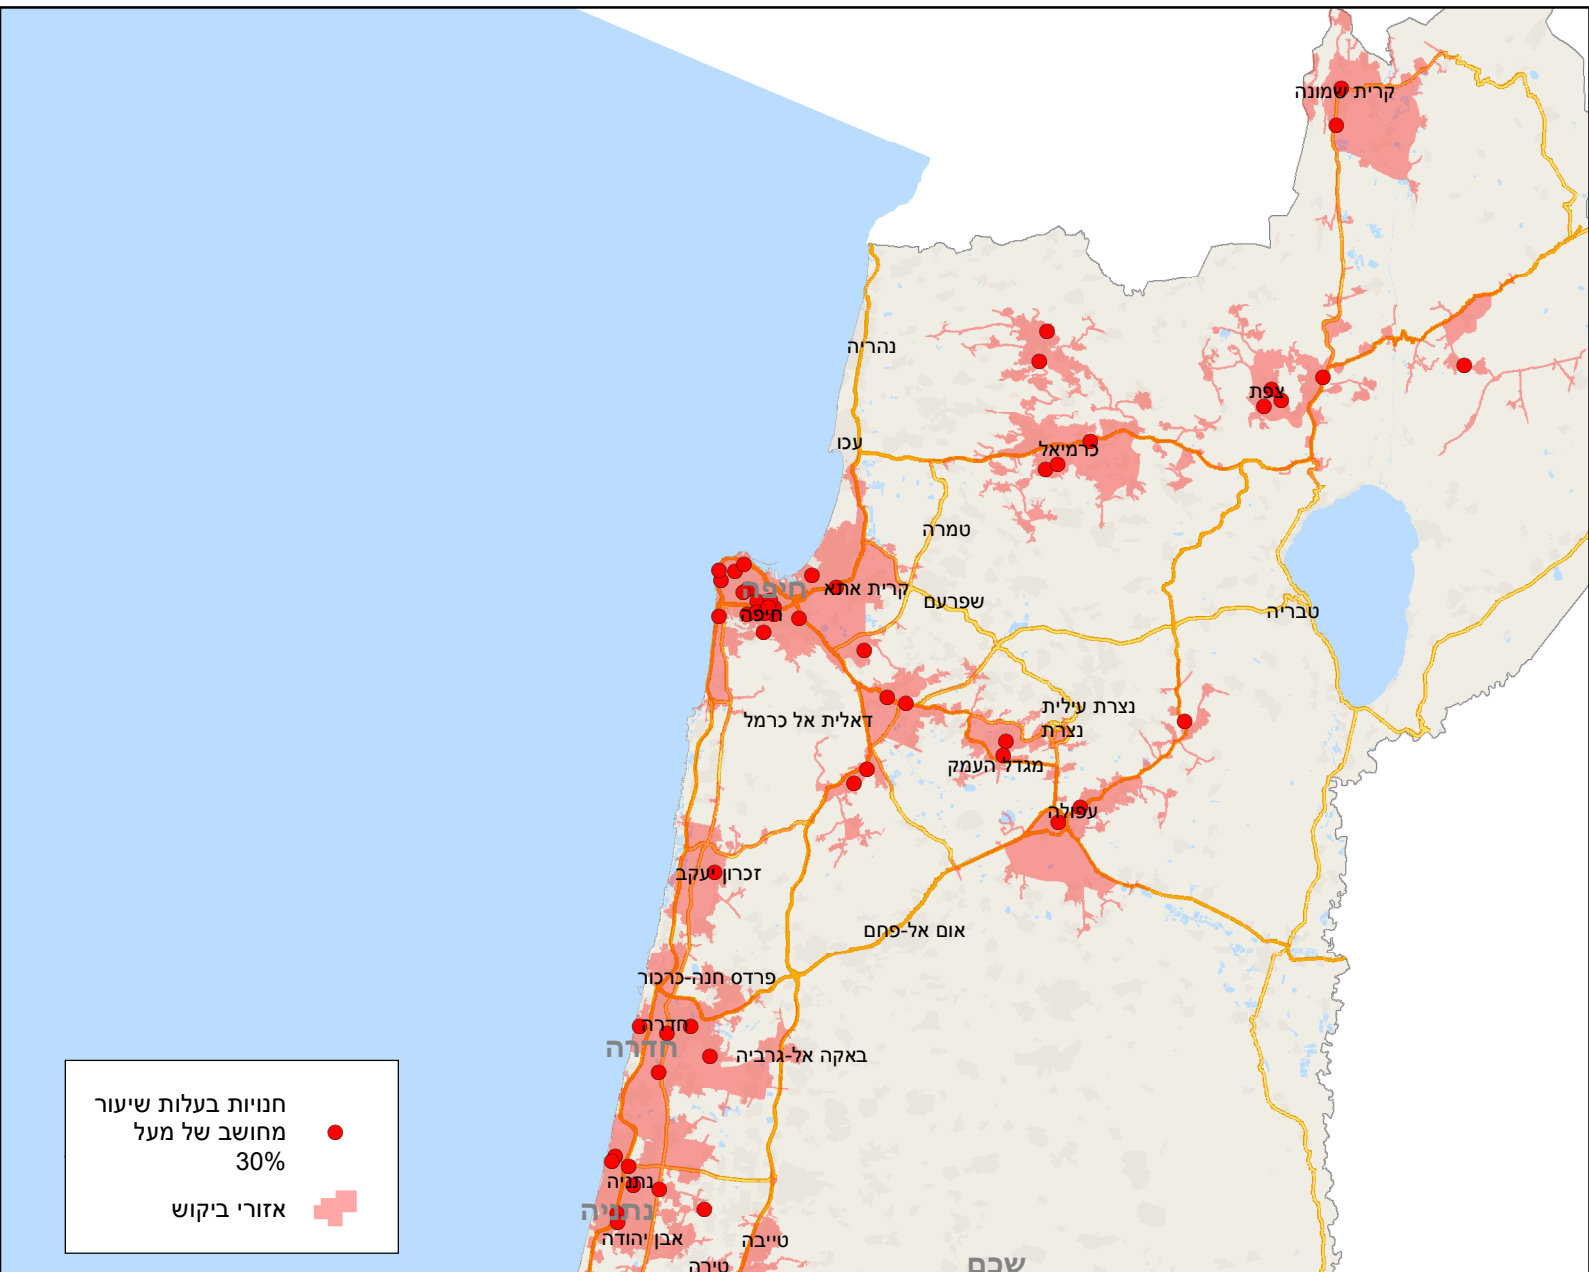 קרית שמונה
נהריה
צפת
עכו
כרמיאל
טמרה
חיפה
קרית אתא
שפרעם
טבריה
חיפה
נצרת עילית
דאלית אל כרמל
נצרת
מגדל העמק
עפולה
זכרון יעקב
אום אל-פחם
פרדס חנה-כרכור
חדרה
חדרה
באקה אל-גרביה
חנויות בעלות שיעור
מחושב של מעל
30%
אזורי ביקוש
נתניה
נתניה
אבן יהודה
טייבה
טירה
שכם